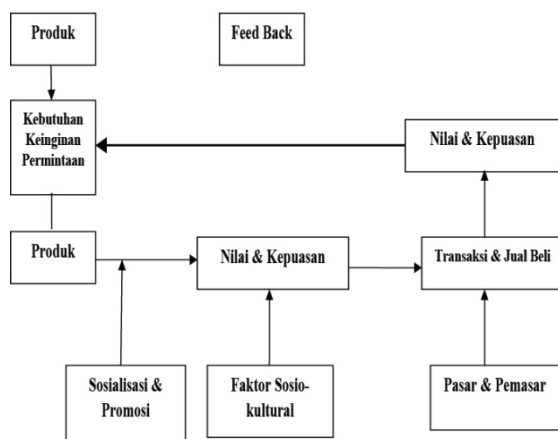 Produk
Feed Back
Kebutuhan
Keinginan
Permintaan
Nilai & Kepuasan
Produk
Nilai & Kepuasan
Transaksi & Jual Beli
Sosialisasi &
Promosi
Faktor Sosio-
kultural
Pasar & Pemasar